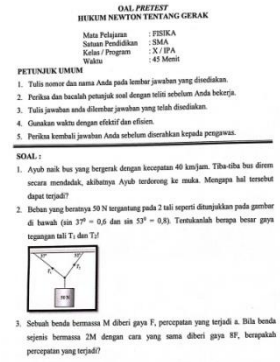 OAL PRETEST
HUKUM NEWTON TENTANG GERAK
Mata Pelajaran : FISIKA
Satuan Pendidikan : SMA
Kelas / Program : X / IPA
Waktu : 45 Menit
PETUNJUK UMUM
1. Tulis nomor dan nama Anda pada lembar jawaban yang disediakan.
2. Periksa dan bacalah petunjuk soal dengan teliti sebelum Anda bekerja.
3. Tulis jawaban anda dilembar jawaban yang telah disediakan.
4. Gunakan waktu dengan efektif dan efisien.
5. Periksa kembali jawaban Anda sebelum diserahkan kepada pengawas.
SOAL :
1. Ayub naik bus yang bergerak dengan kecepatan 40 km/jam. Tiba-tiba bus direm
secara mendadak, akibatnya Ayub terdorong ke muka. Mengapa hal tersebut
dapat terjadi?
2. Beban yang beratnya 50 N tergantung pada 2 tali seperti ditunjukkan pada gambar
di bawah (sin 37⁰ = 0,6 dan sin 53⁰ = 0,8). Tentukanlah berapa besar gaya
tegangan tali T₁ dan T₂!
37⁰ 53⁰
T₁ T₂
50 N
3. Sebuah benda bermassa M diberi gaya F, percepatan yang terjadi a. Bila benda
sejenis bermassa 2M dengan cara yang sama diberi gaya 8F, berapakah
percepatan yang terjadi?